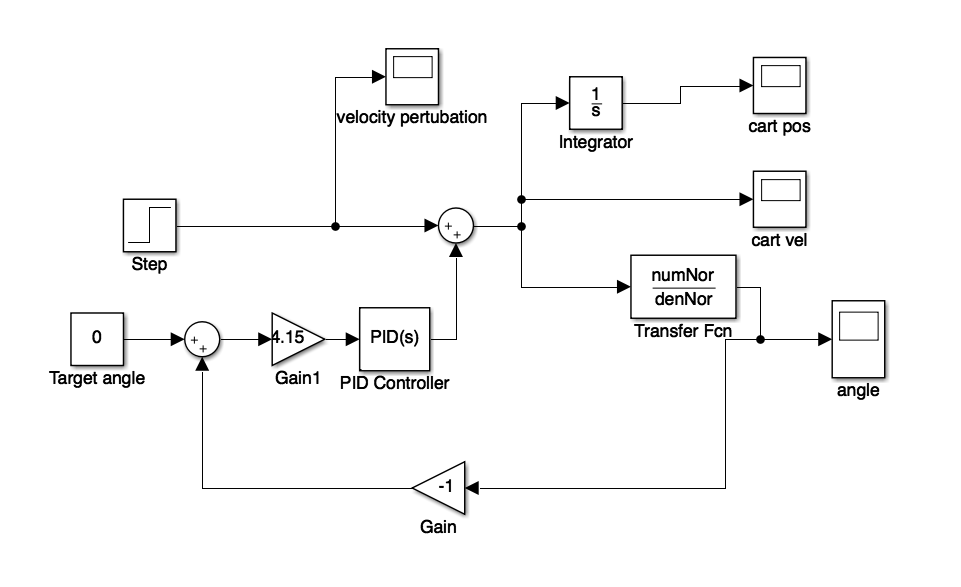 velocity pertubation
1
s
Integrator
cart pos
cart vel
Step
+
+
numNor
denNor
Transfer Fcn
0
Target angle
+
+
4.15
Gain1
PID(s)
PID Controller
angle
-1
Gain